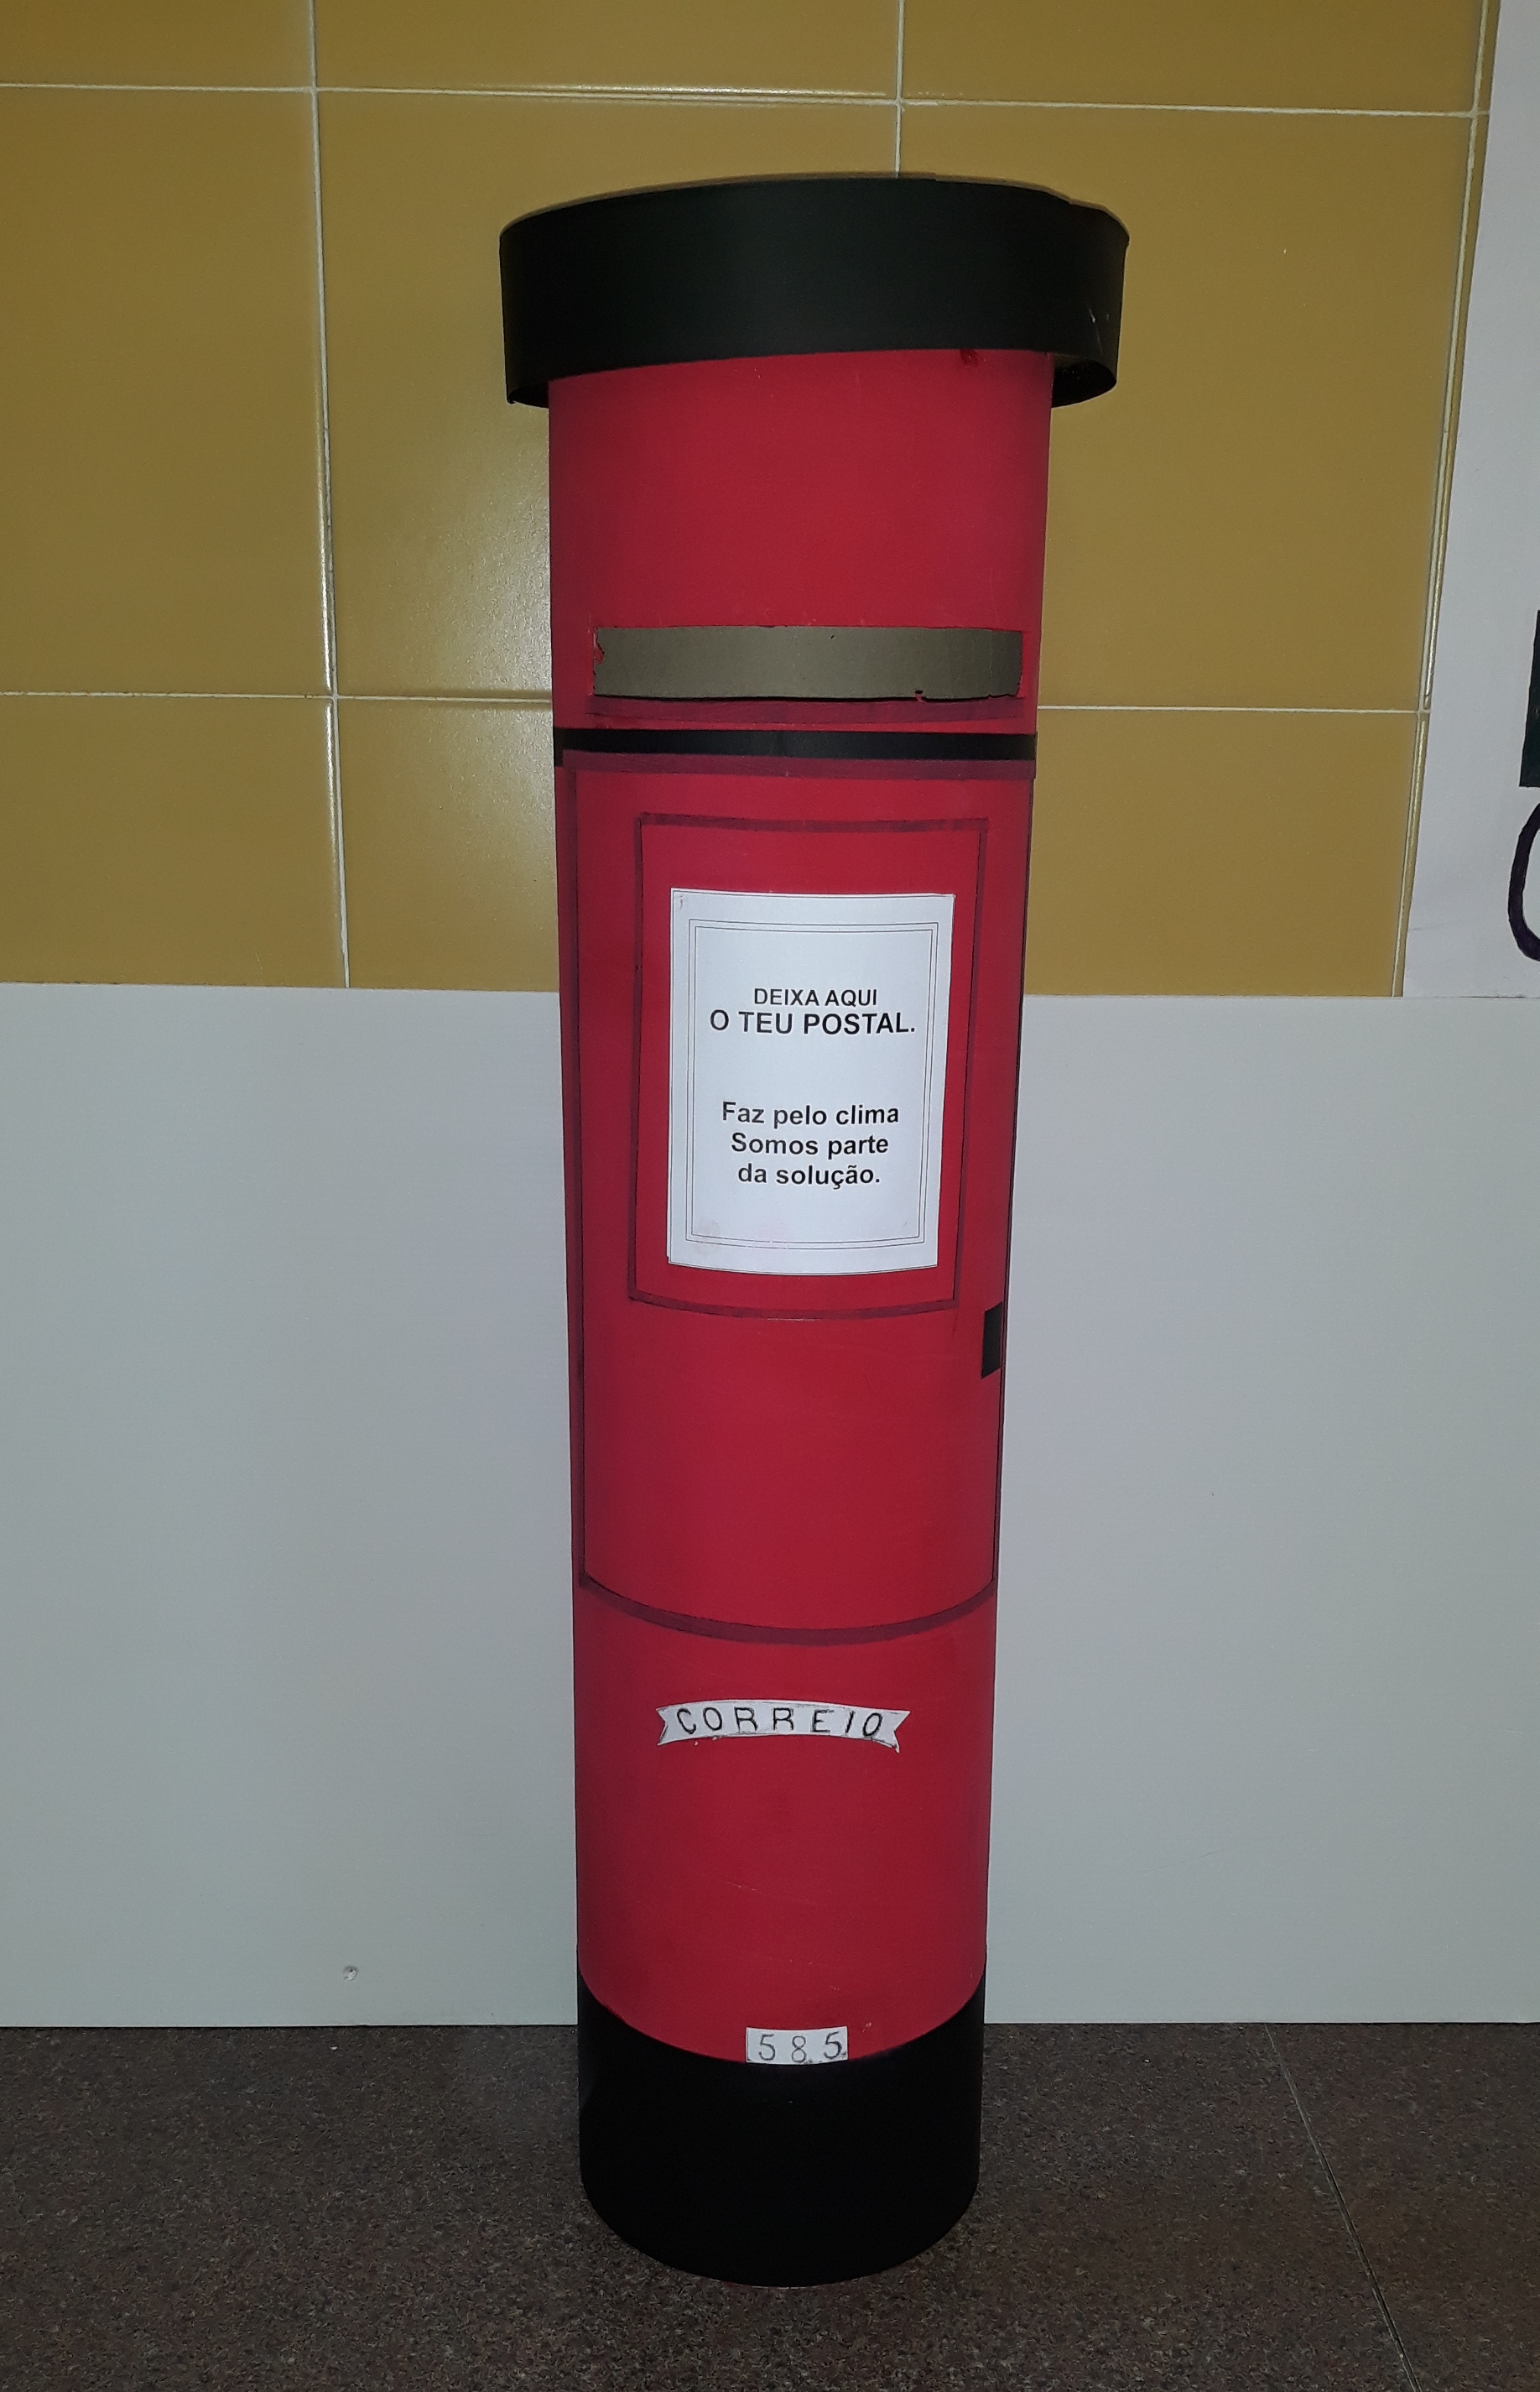 DEIXA AQUI
O TEU POSTAL.
Faz pelo clima
Somos parte
da solução.
CORREIO
585